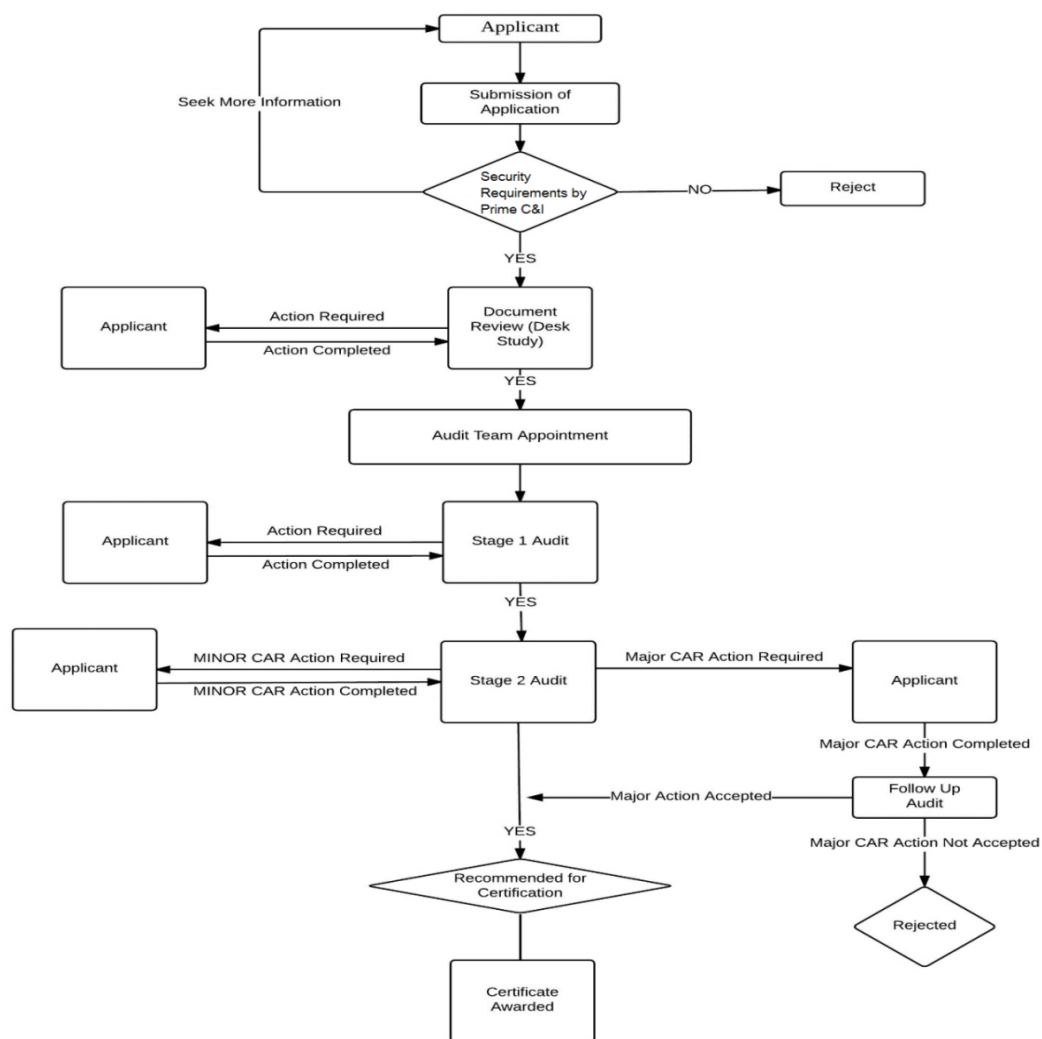 Applicant
Submission of
Application
Seek More Information
Security
Requirements by
Prime C&I
NO
Reject
YES
Document
Review (Desk
Study)
Applicant
Action Required
Action Completed
YES
Audit Team Appointment
Applicant
Action Required
Action Completed
Stage 1 Audit
YES
Applicant
MINOR CAR Action Required
MINOR CAR Action Completed
Stage 2 Audit
Major CAR Action Required
Applicant
Major CAR Action Completed
Follow Up
Audit
Major Action Accepted
YES
Major CAR Action Not Accepted
Recommended for
Certification
Rejected
Certificate
Awarded